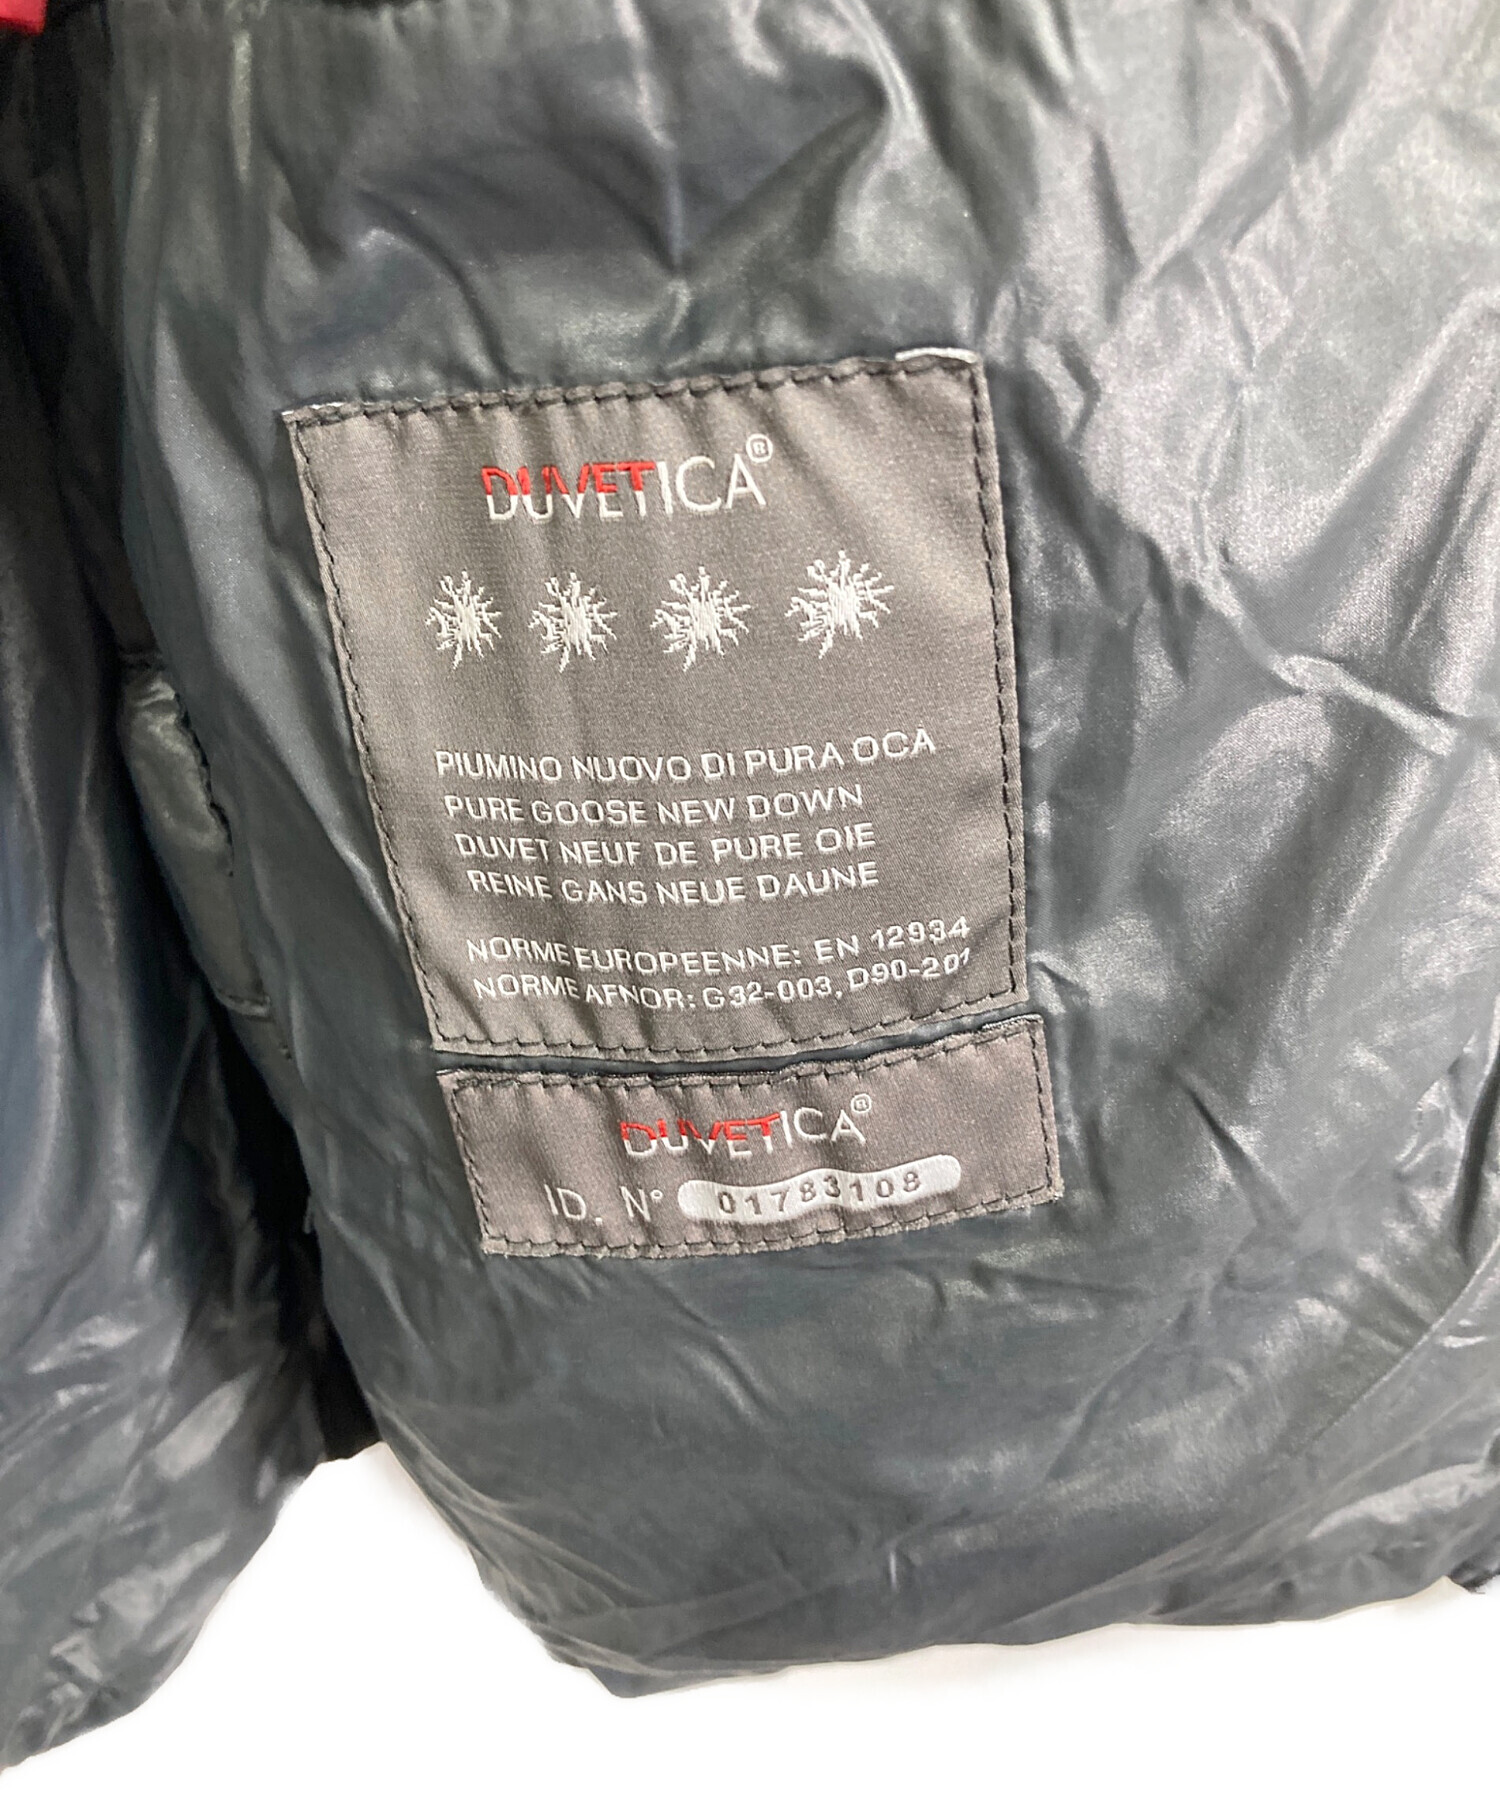 DUVETICA®
PIUMINO NUOVO DI PURA OCA
PURE GOOSE NEW DOWN
DUVET NEUF DE PURE OIE
REINE GANS NEUE DAUNE
NORME EUROPEENNE: EN 12934
NORME AFNOR: G32-003, D90-201
DUVETICA®
ID. N° 01783108